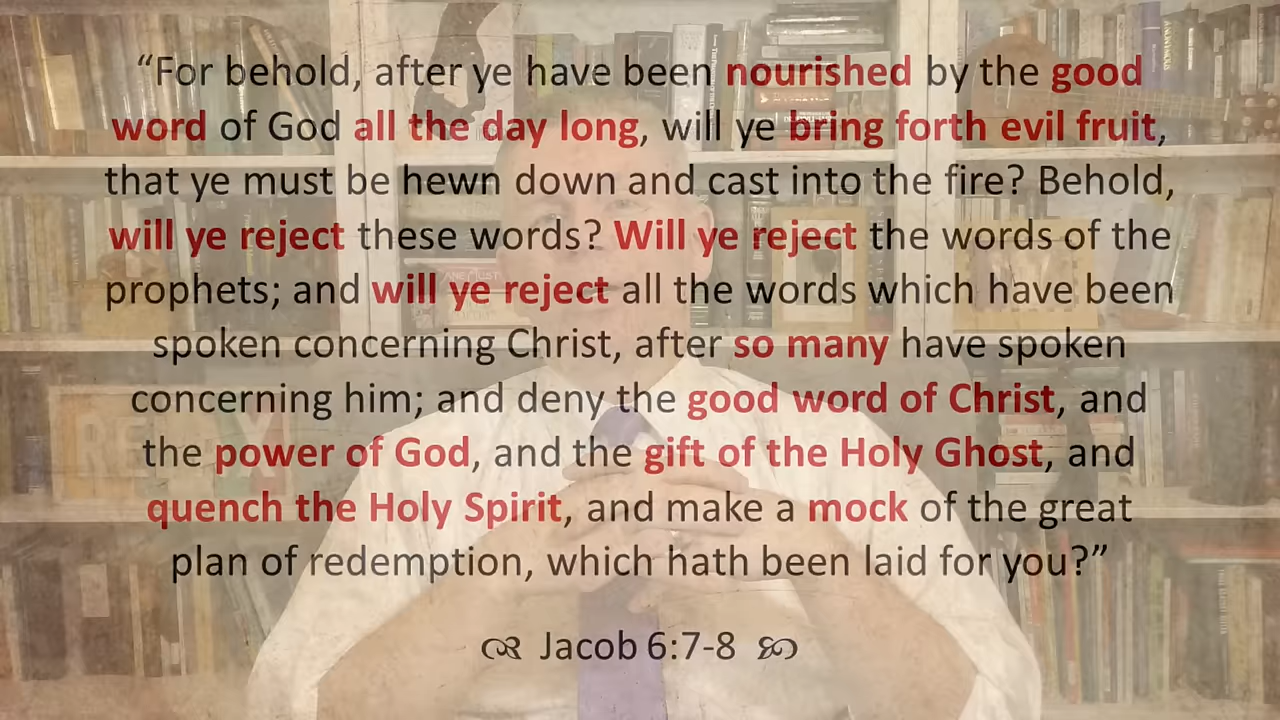 “For behold, after ye have been nourished by the good
word of God all the day long, will ye bring forth evil fruit,
that ye must be hewn down and cast into the fire? Behold,
will ye reject these words? Will ye reject the words of the
prophets; and will ye reject all the words which have been
spoken concerning Christ, after so many have spoken
concerning him; and deny the good word of Christ, and
the power of God, and the gift of the Holy Ghost, and
quench the Holy Spirit, and make a mock of the great
plan of redemption, which hath been laid for you?”
Jacob 6:7-8